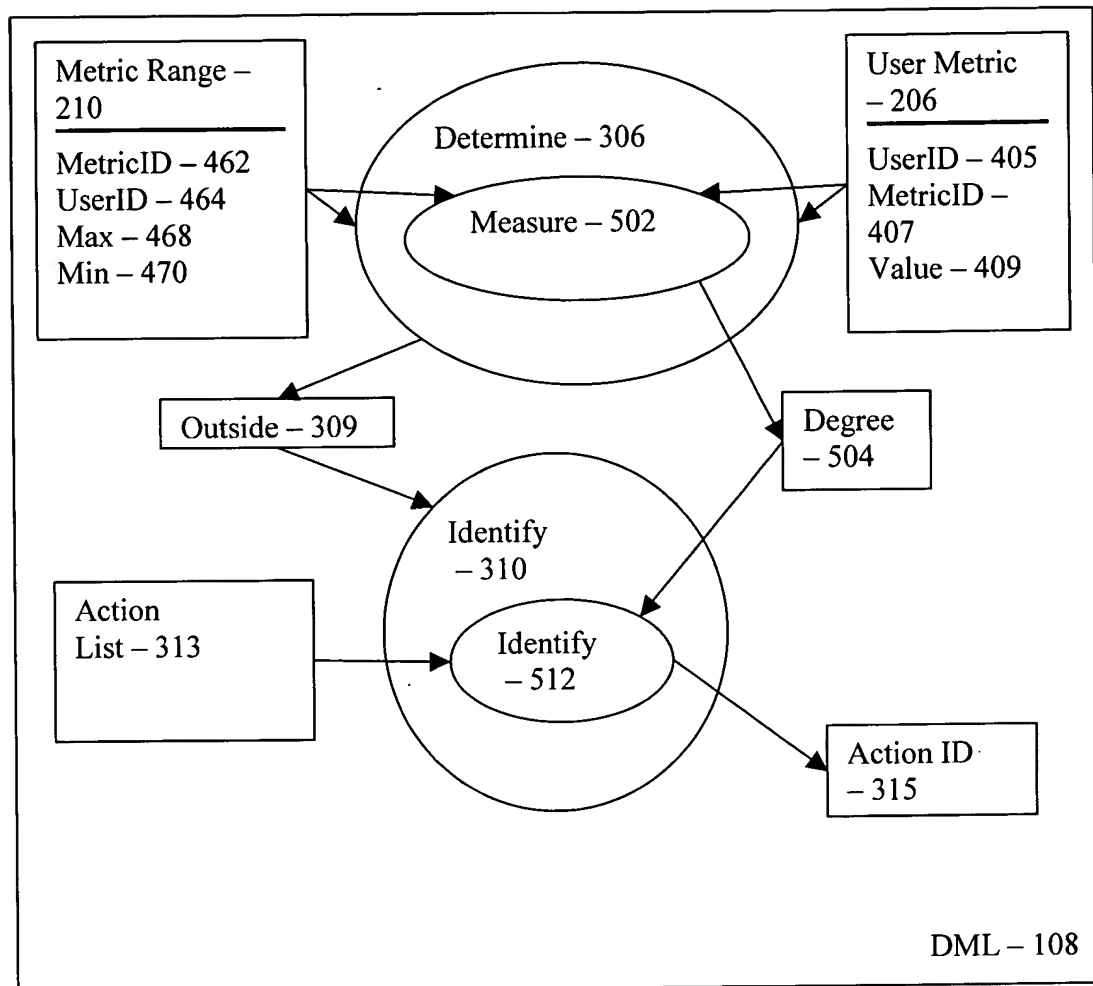 Metric Range –
210
MetricID – 462
UserID – 464
Max – 468
Min – 470
User Metric
– 206
UserID – 405
MetricID –
407
Value – 409
Determine – 306
Measure – 502
Outside – 309
Degree
– 504
Identify
– 310
Action
List – 313
Identify
– 512
Action ID
– 315
DML – 108